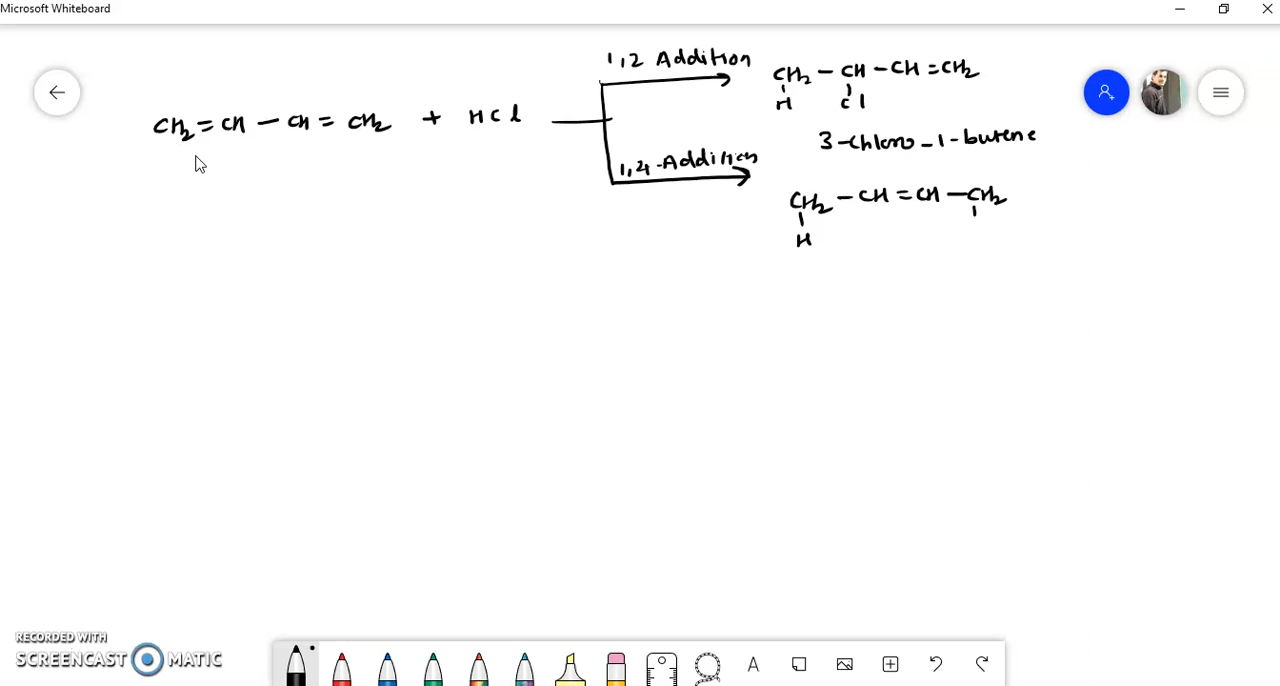 Microsoft Whiteboard
1,2 Addition
CH2 - CH - CH = CH2
H Cl
3-chloro-1-butene
CH2 = CH - CH = CH2 + HCl
1,4-Addition
CH2 - CH = CH - CH2
H
RECORDED WITH
SCREENCAST MATIC
A